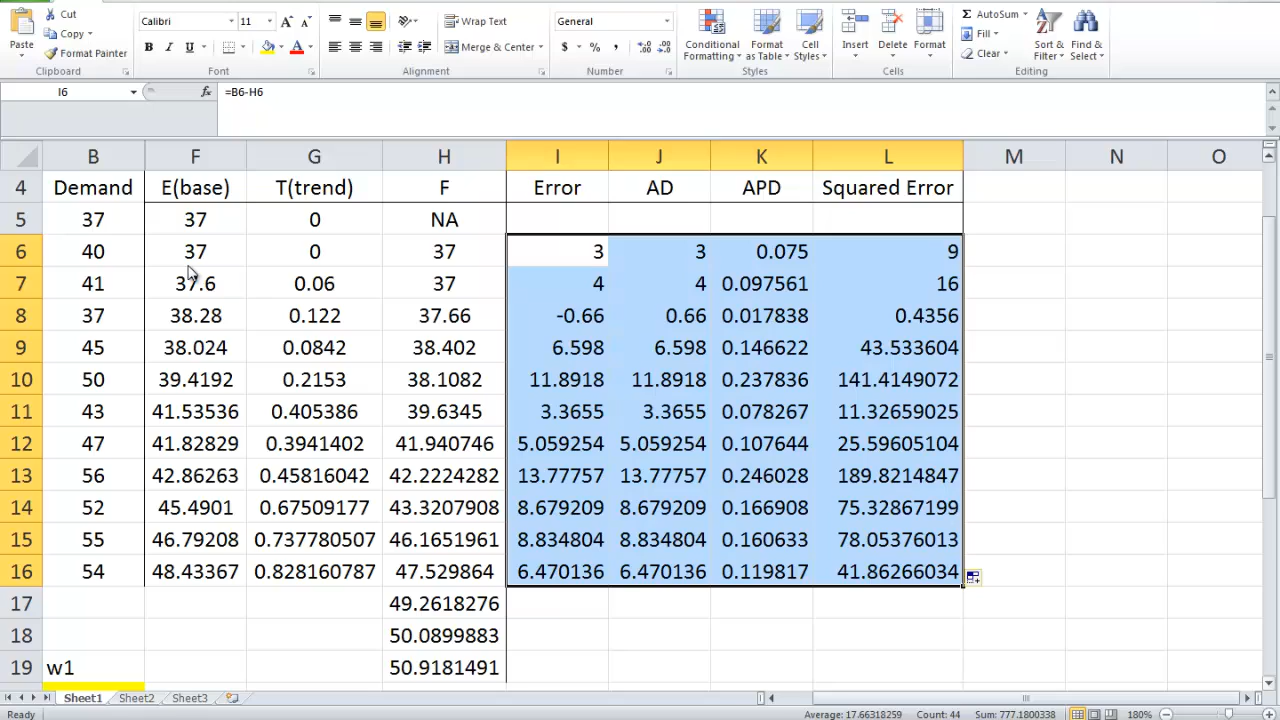 Cut
Copy
Format Painter
Paste
Clipboard
Calibri 11
B I U
Font
Wrap Text
Merge & Center
Alignment
General
$ % ,
Number
Conditional Formatting
Format as Table
Cell Styles
Styles
Insert Delete Format
Cells
AutoSum
Fill
Clear
Sort & Filter
Find & Select
Editing
I6 fx =B6-H6
B F G H I J K L M N O
4 Demand E(base) T(trend) F Error AD APD Squared Error
5 37 37 0 NA
6 40 37 0 37 3 3 0.075 9
7 41 37.6 0.06 37 4 4 0.097561 16
8 37 38.28 0.122 37.66 -0.66 0.66 0.017838 0.4356
9 45 38.024 0.0842 38.402 6.598 6.598 0.146622 43.533604
10 50 39.4192 0.2153 38.1082 11.8918 11.8918 0.237836 141.4149072
11 43 41.53536 0.405386 39.6345 3.3655 3.3655 0.078267 11.32659025
12 47 41.82829 0.3941402 41.940746 5.059254 5.059254 0.107644 25.59605104
13 56 42.86263 0.45816042 42.2224282 13.77757 13.77757 0.246028 189.8214847
14 52 45.4901 0.67509177 43.3207908 8.679209 8.679209 0.166908 75.32867199
15 55 46.79208 0.737780507 46.1651961 8.834804 8.834804 0.160633 78.05376013
16 54 48.43367 0.828160787 47.529864 6.470136 6.470136 0.119817 41.86266034
17 49.2618276
18 50.0899883
19 w1 50.9181491
Sheet1 Sheet2 Sheet3
Ready Average: 17.66318259 Count: 44 Sum: 777.1800338 180%